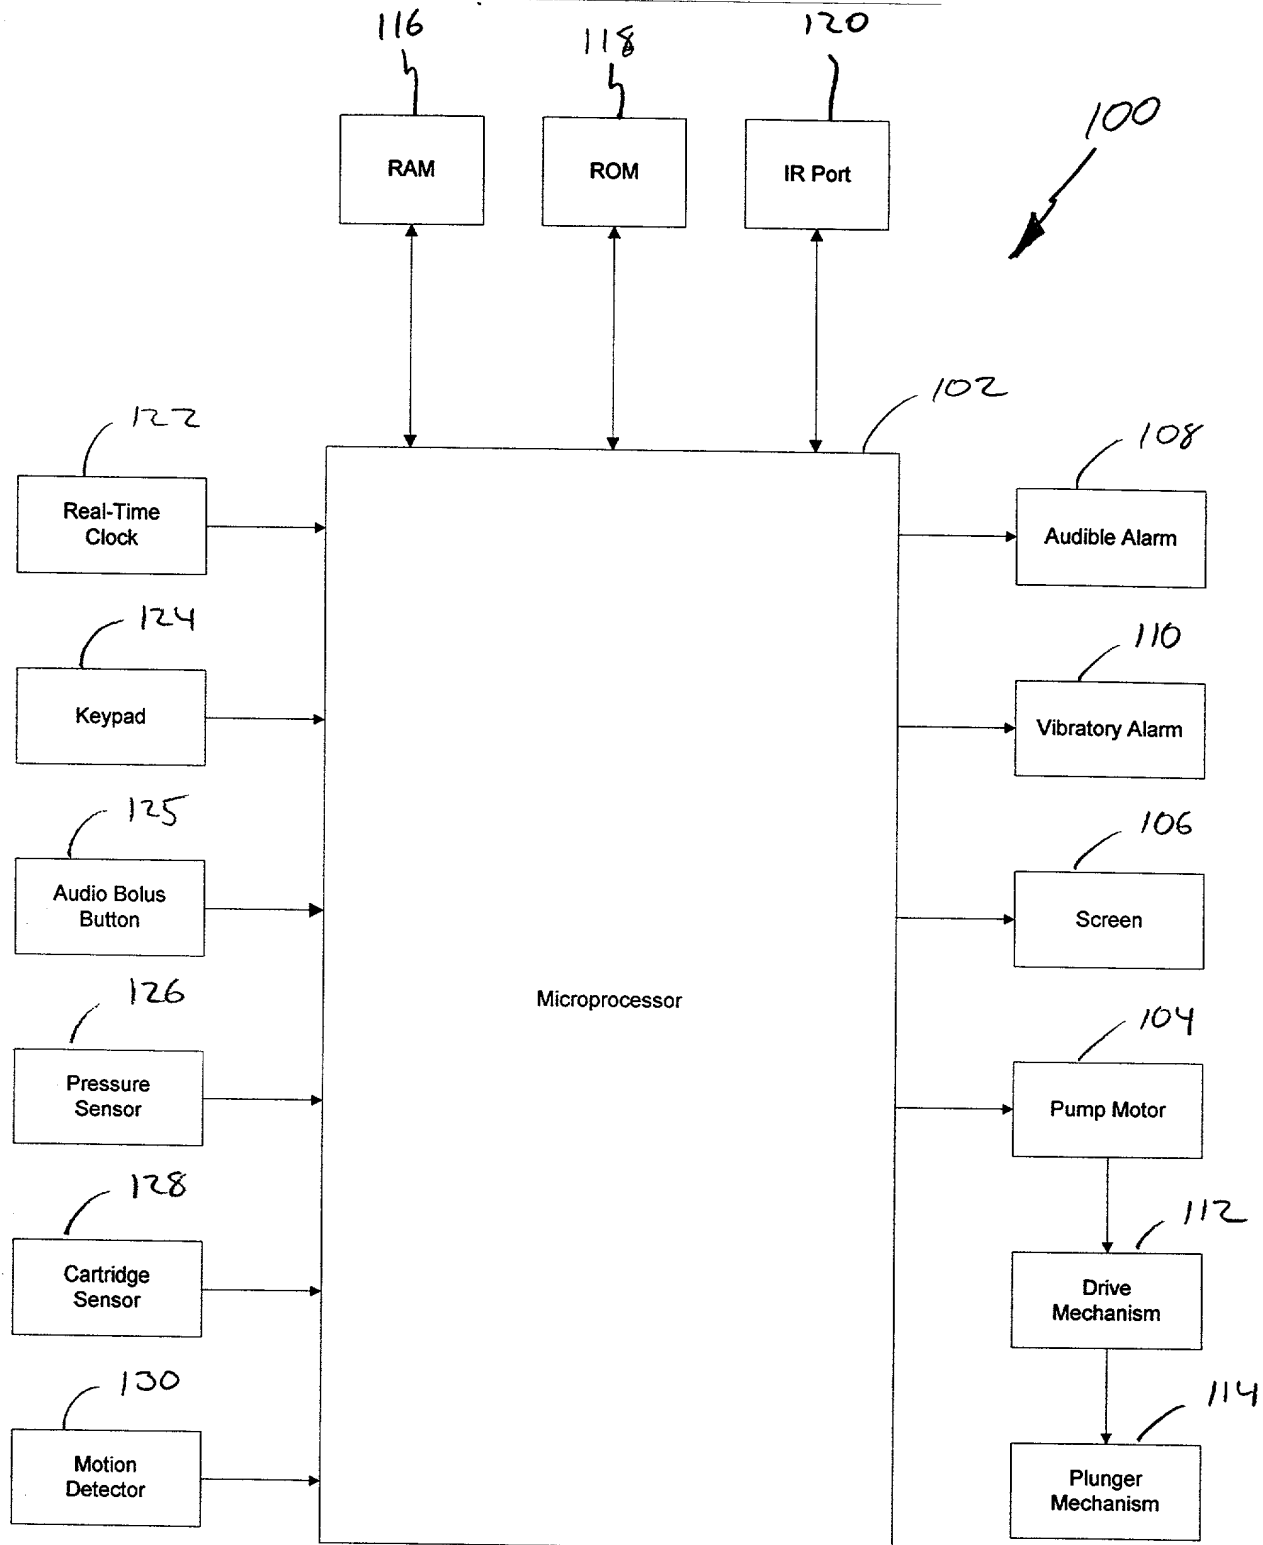 116
118
120
100
RAM
ROM
IR Port
102
122
108
Real-Time
Clock
Audible Alarm
124
110
Keypad
Vibratory Alarm
125
106
Audio Bolus
Button
Screen
126
Microprocessor
104
Pressure
Sensor
Pump Motor
128
112
Cartridge
Sensor
Drive
Mechanism
130
114
Motion
Detector
Plunger
Mechanism